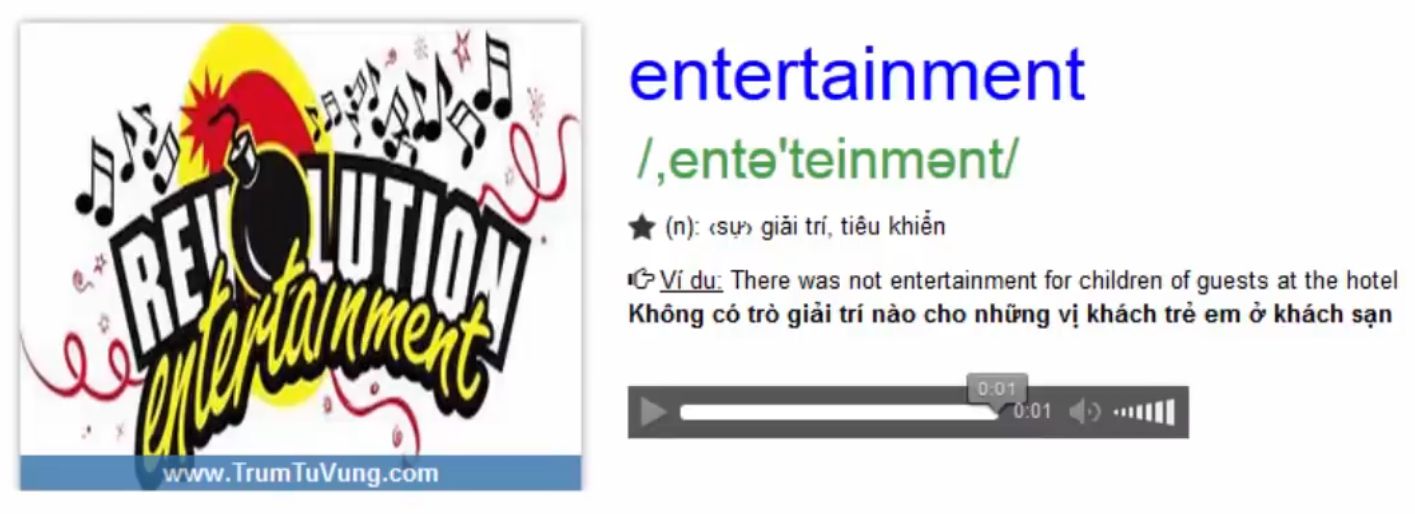 REVOLUTION
entertainment
www.TrumTuVung.com
entertainment
/,entə'teinmənt/
(n): ‹sự› giải trí, tiêu khiển
Ví du: There was not entertainment for children of guests at the hotel
Không có trò giải trí nào cho những vị khách trẻ em ở khách sạn
0:01
0:01